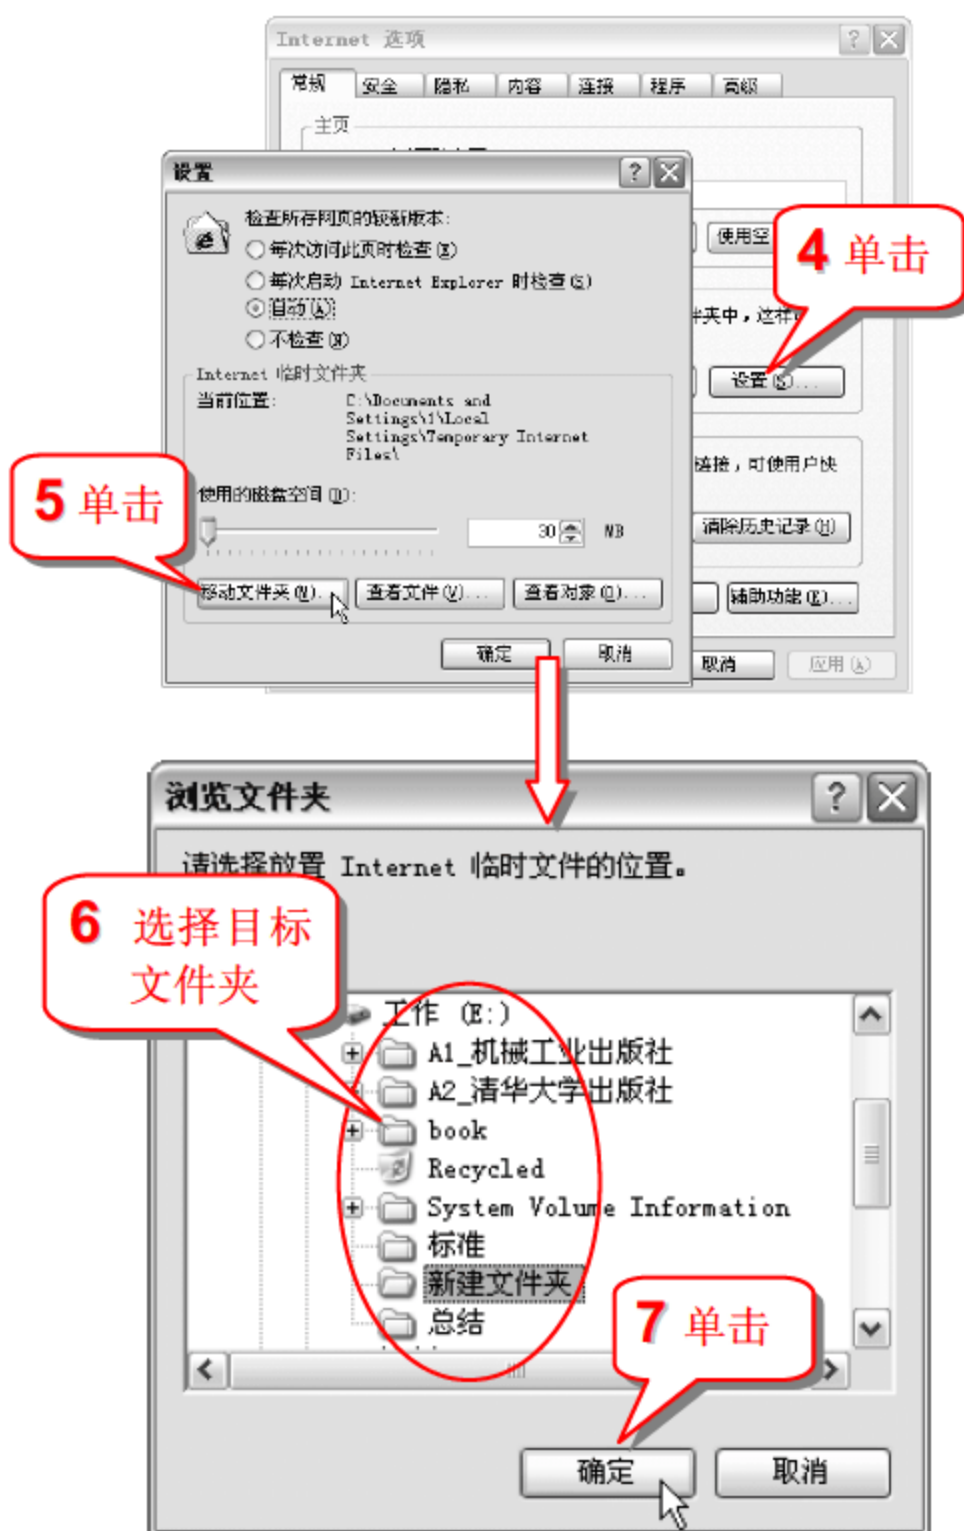 Internet 选项
常规 安全 隐私 内容 连接 程序 高级
主页
设置
检查所存网页的较新版本:
每次访问此页时检查(E)
每次启动 Internet Explorer 时检查(S)
自动(A)
不检查(N)
使用空
4 单击
夹中，这样
Internet 临时文件夹
当前位置:
C:\Documents and
Settings\1\Local
Settings\Temporary Internet
Files\
设置(S)...
链接，可使用户快
5 单击
使用的磁盘空间(D):
30 MB
清除历史记录(H)
移动文件夹(M)... 查看文件(V)... 查看对象(O)...
辅助功能(E)...
确定 取消
取消 应用(A)
浏览文件夹
请选择放置 Internet 临时文件的位置。
6 选择目标
文件夹
工作 (E:)
A1_机械工业出版社
A2_清华大学出版社
book
Recycled
System Volume Information
标准
新建文件夹
总结
7 单击
确定 取消